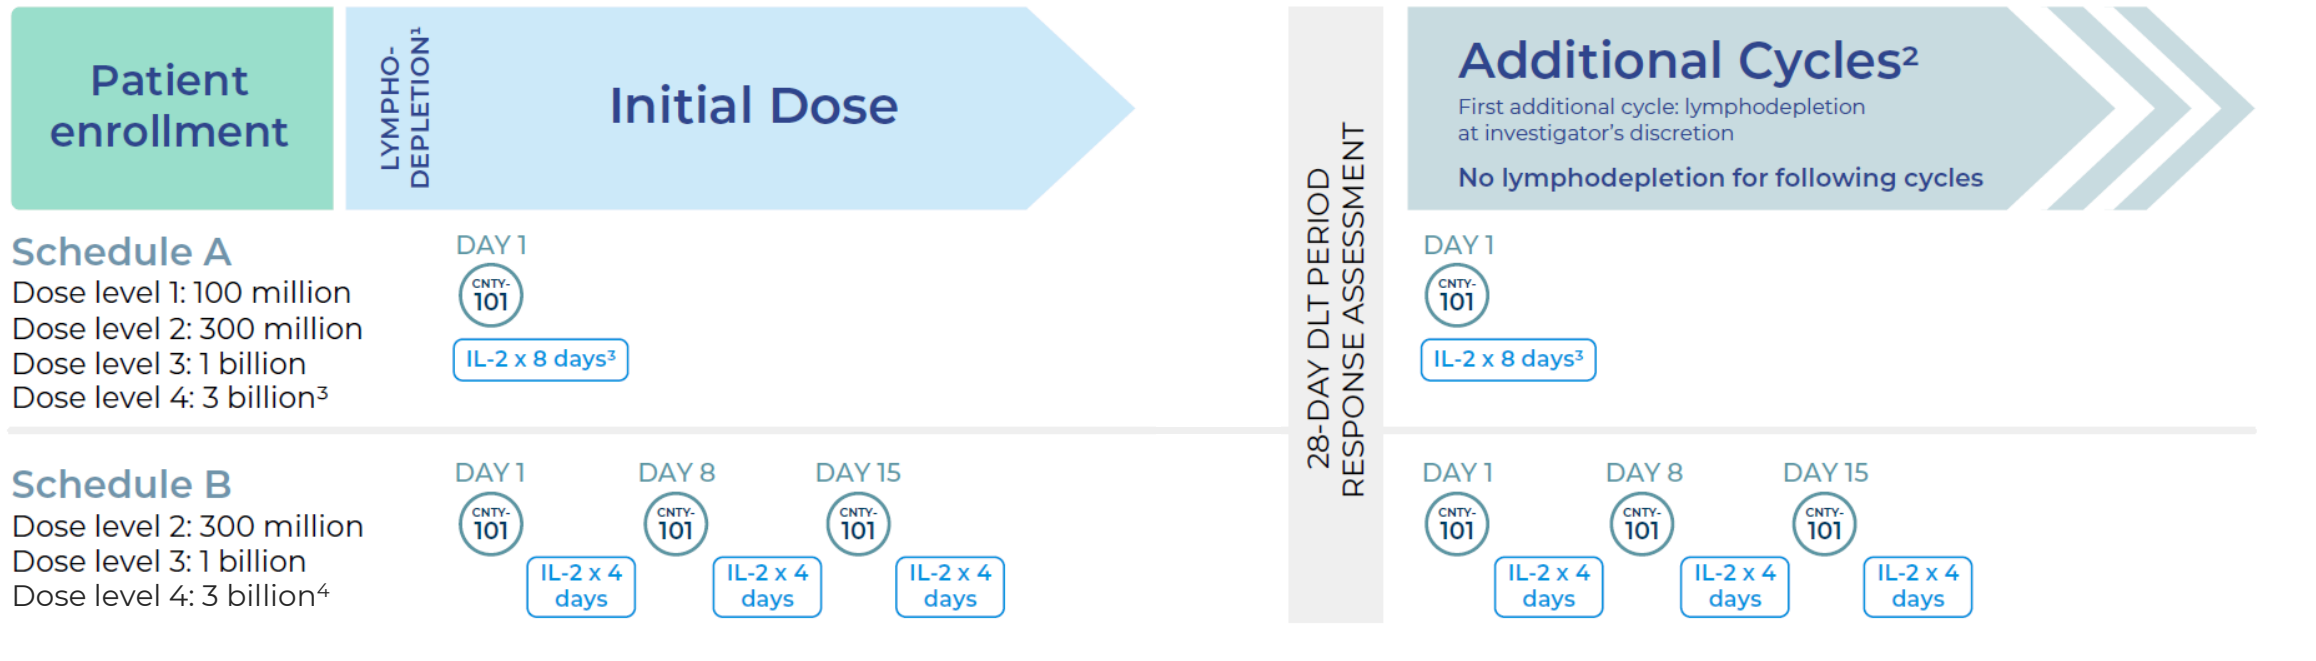 Patient
enrollment
LYMPHO-
DEPLETION¹
Initial Dose
28-DAY DLT PERIOD
RESPONSE ASSESSMENT
Additional Cycles²
First additional cycle: lymphodepletion
at investigator's discretion
No lymphodepletion for following cycles
Schedule A
Dose level 1: 100 million
Dose level 2: 300 million
Dose level 3: 1 billion
Dose level 4: 3 billion³
DAY 1
CNTY-
101
IL-2 x 8 days³
DAY 1
CNTY-
101
IL-2 x 8 days³
Schedule B
Dose level 2: 300 million
Dose level 3: 1 billion
Dose level 4: 3 billion⁴
DAY 1
CNTY-
101
IL-2 x 4
days
DAY 8
CNTY-
101
IL-2 x 4
days
DAY 15
CNTY-
101
IL-2 x 4
days
DAY 1
CNTY-
101
IL-2 x 4
days
DAY 8
CNTY-
101
IL-2 x 4
days
DAY 15
CNTY-
101
IL-2 x 4
days